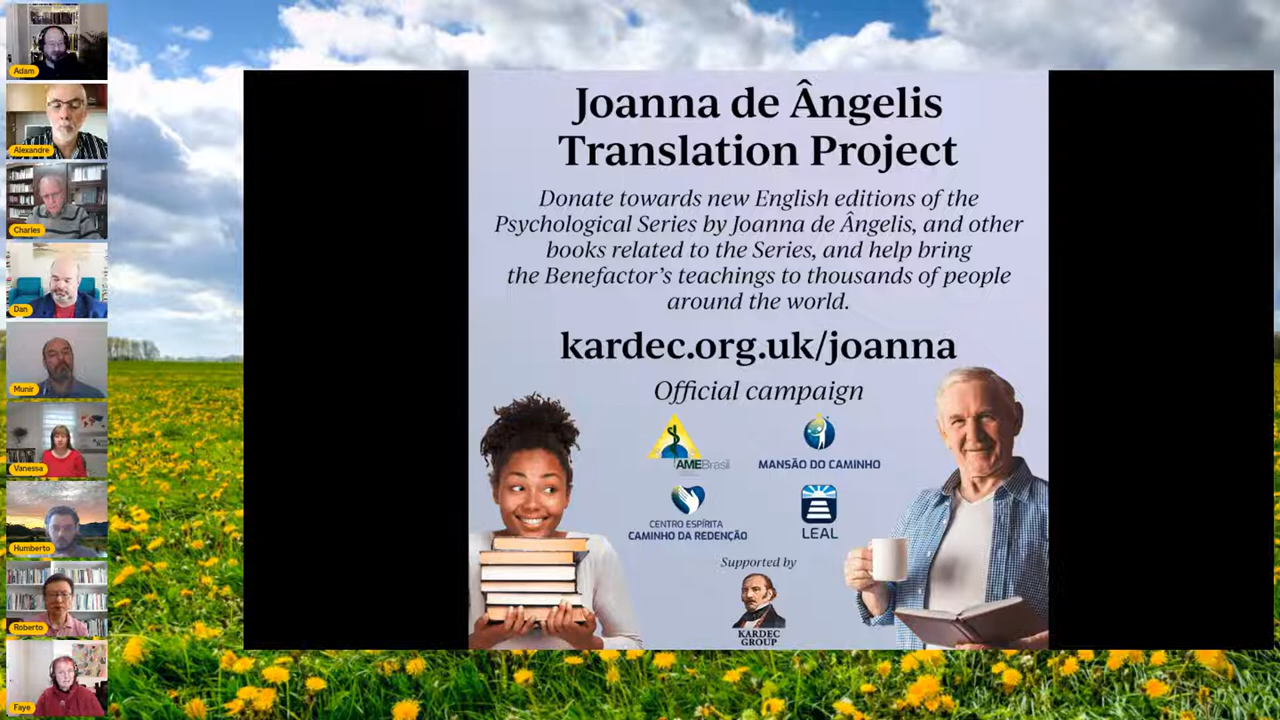 Adam
Alexandre
Charles
Dan
Munir
Vanessa
Humberto
Roberto
Faye
Joanna de Ângelis
Translation Project
Donate towards new English editions of the
Psychological Series by Joanna de Ângelis, and other
books related to the Series, and help bring
the Benefactor's teachings to thousands of people
around the world.
kardec.org.uk/joanna
Official campaign
AMEBrasil
MANSÃO DO CAMINHO
CENTRO ESPÍRITA
CAMINHO DA REDENÇÃO
LEAL
Supported by
KARDEC
GROUP